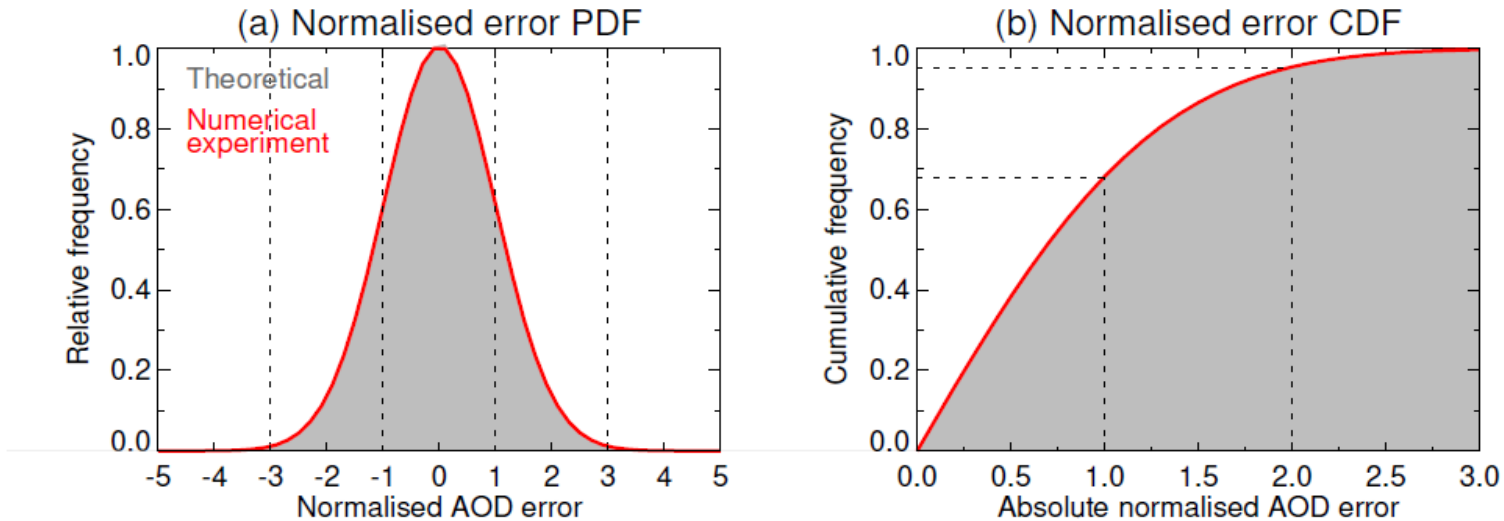 (a) Normalised error PDF
Theoretical
Numerical
experiment
Relative frequency
1.0
0.8
0.6
0.4
0.2
0.0
-5 -4 -3 -2 -1 0 1 2 3 4 5
Normalised AOD error
(b) Normalised error CDF
Cumulative frequency
1.0
0.8
0.6
0.4
0.2
0.0
0.0 0.5 1.0 1.5 2.0 2.5 3.0
Absolute normalised AOD error